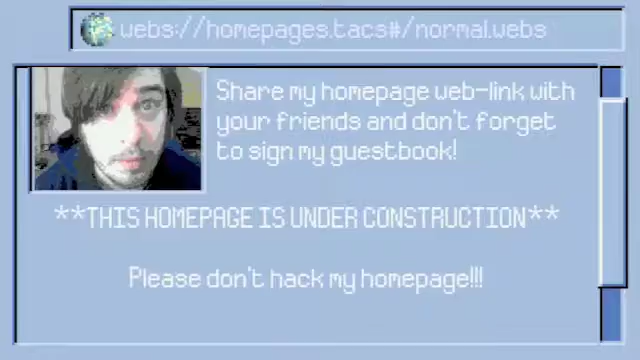 webs://homepages.tacs#/normal.webs
Share my homepage web-link with
your friends and don't forget
to sign my guestbook!
**THIS HOMEPAGE IS UNDER CONSTRUCTION**
Please don't hack my homepage!!!